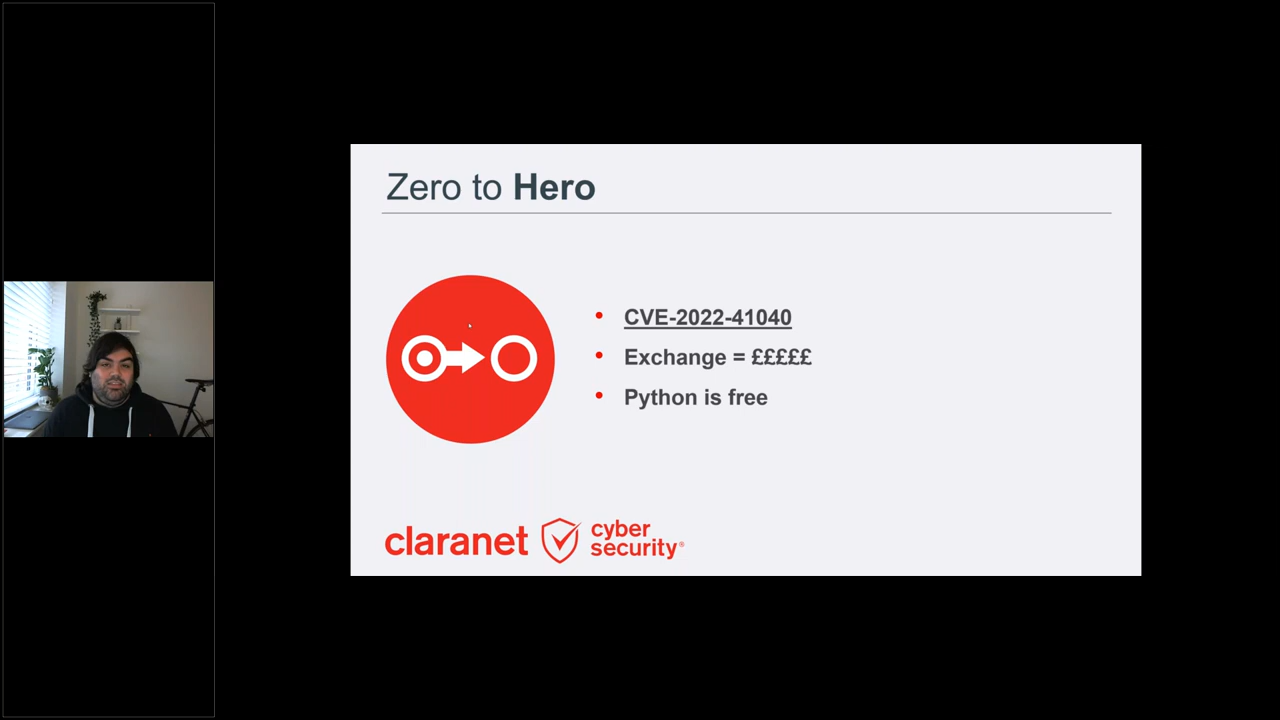 Zero to Hero
CVE-2022-41040
Exchange = £££££
Python is free
claranet
cyber
security®